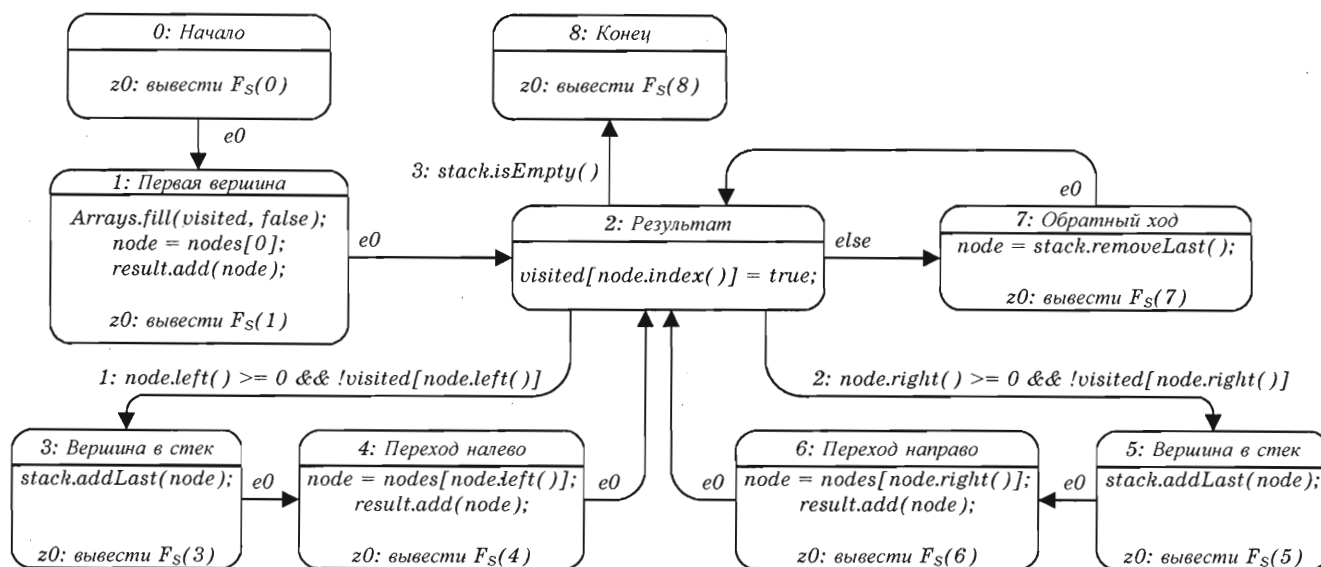 0: Начало
z0: вывести F_S(0)
e0
8: Конец
z0: вывести F_S(8)
3: stack.isEmpty()
1: Первая вершина
Arrays.fill(visited, false);
node = nodes[0];
result.add(node);
z0: вывести F_S(1)
e0
2: Результат
visited[node.index()] = true;
else
e0
7: Обратный ход
node = stack.removeLast();
z0: вывести F_S(7)
1: node.left() >= 0 && !visited[node.left()]
2: node.right() >= 0 && !visited[node.right()]
3: Вершина в стек
stack.addLast(node);
z0: вывести F_S(3)
e0
4: Переход налево
node = nodes[node.left()];
result.add(node);
z0: вывести F_S(4)
e0
e0
6: Переход направо
node = nodes[node.right()];
result.add(node);
z0: вывести F_S(6)
e0
5: Вершина в стек
stack.addLast(node);
z0: вывести F_S(5)